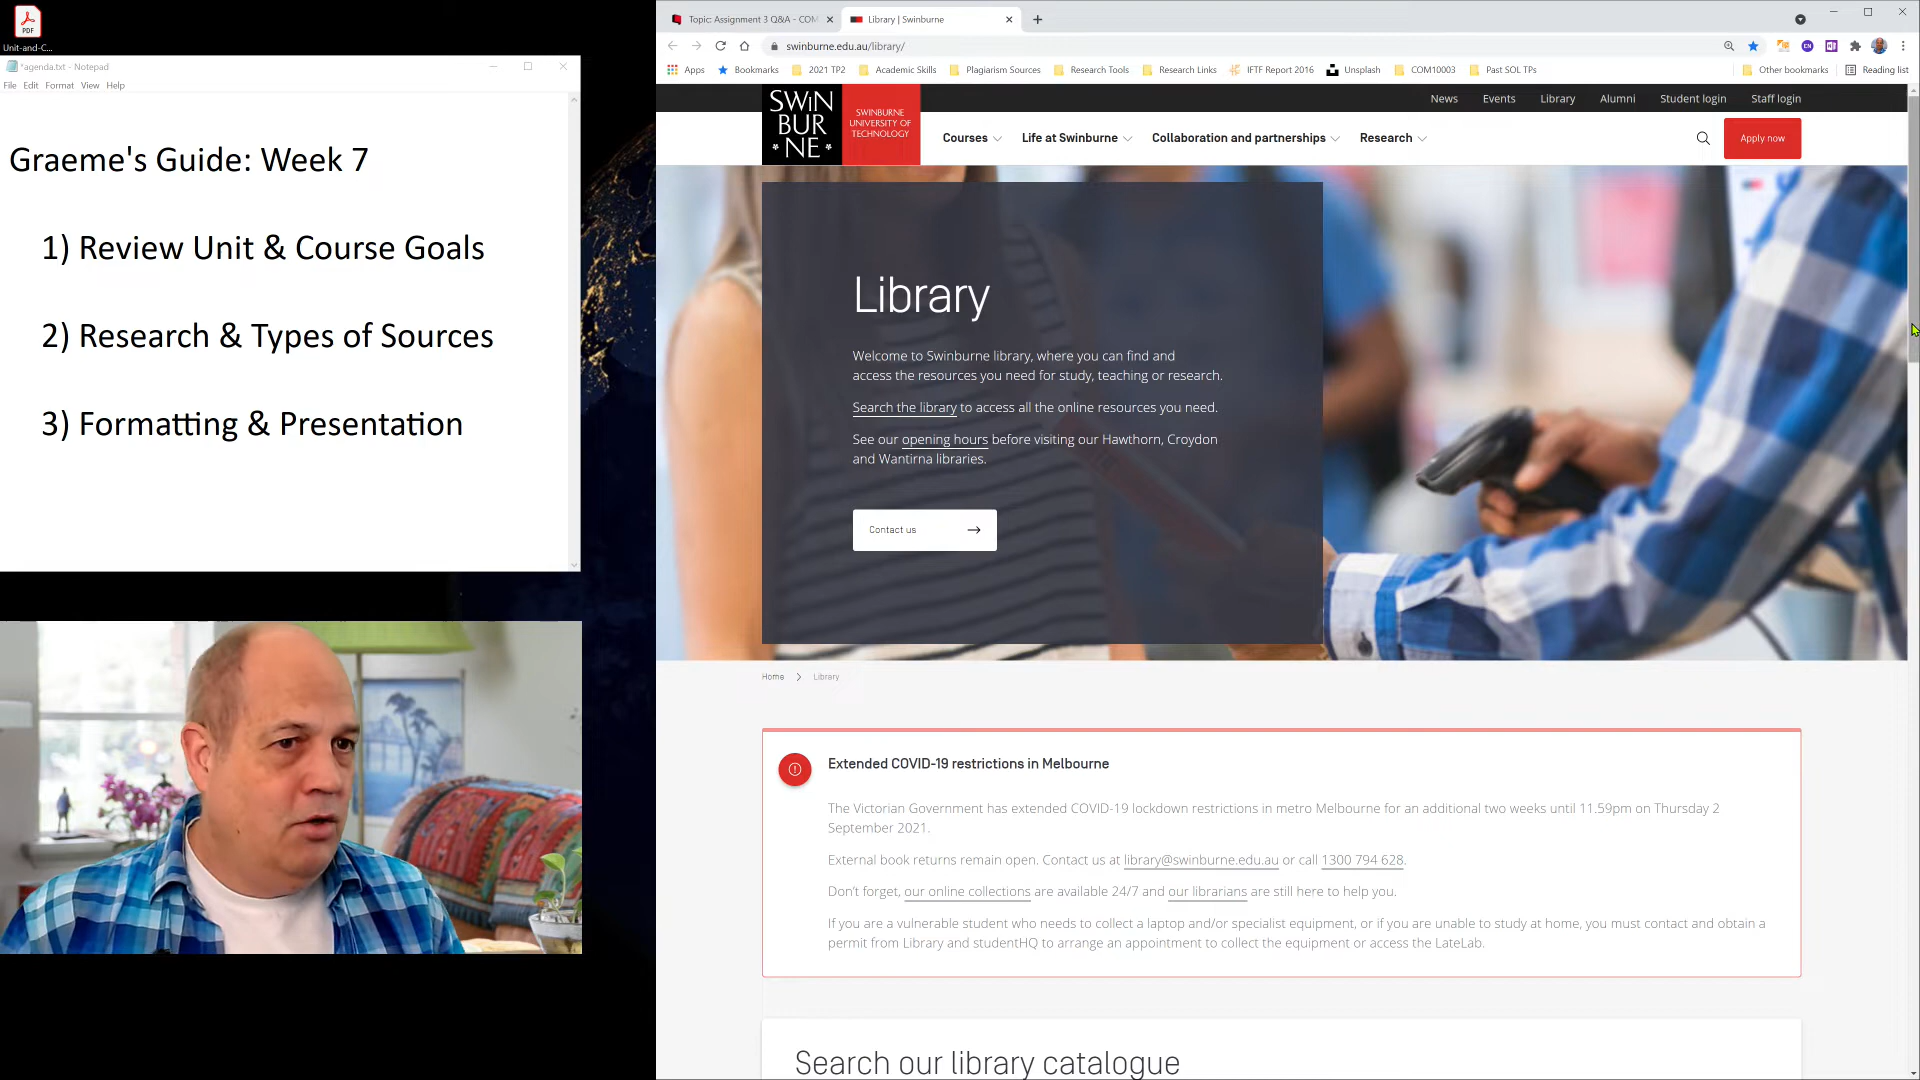 PDF
Unit-and-C...
*agenda.txt - Notepad
File Edit Format View Help
Graeme's Guide: Week 7
1) Review Unit & Course Goals
2) Research & Types of Sources
3) Formatting & Presentation
Topic: Assignment 3 Q&A - COM
Library | Swinburne
swinburne.edu.au/library/
Apps Bookmarks 2021 TP2 Academic Skills Plagiarism Sources Research Tools Research Links IFTF Report 2016 Unsplash COM10003 Past SOL TPs Other bookmarks Reading list
News Events Library Alumni Student login Staff login
SWIN
BUR
NE
SWINBURNE
UNIVERSITY OF
TECHNOLOGY
Courses Life at Swinburne Collaboration and partnerships Research Apply now
Library
Welcome to Swinburne library, where you can find and
access the resources you need for study, teaching or research.
Search the library to access all the online resources you need.
See our opening hours before visiting our Hawthorn, Croydon
and Wantirna libraries.
Contact us
Home Library
Extended COVID-19 restrictions in Melbourne
The Victorian Government has extended COVID-19 lockdown restrictions in metro Melbourne for an additional two weeks until 11.59pm on Thursday 2
September 2021.
External book returns remain open. Contact us at library@swinburne.edu.au or call 1300 794 628.
Don't forget, our online collections are available 24/7 and our librarians are still here to help you.
If you are a vulnerable student who needs to collect a laptop and/or specialist equipment, or if you are unable to study at home, you must contact and obtain a
permit from Library and studentHQ to arrange an appointment to collect the equipment or access the LateLab.
Search our library catalogue